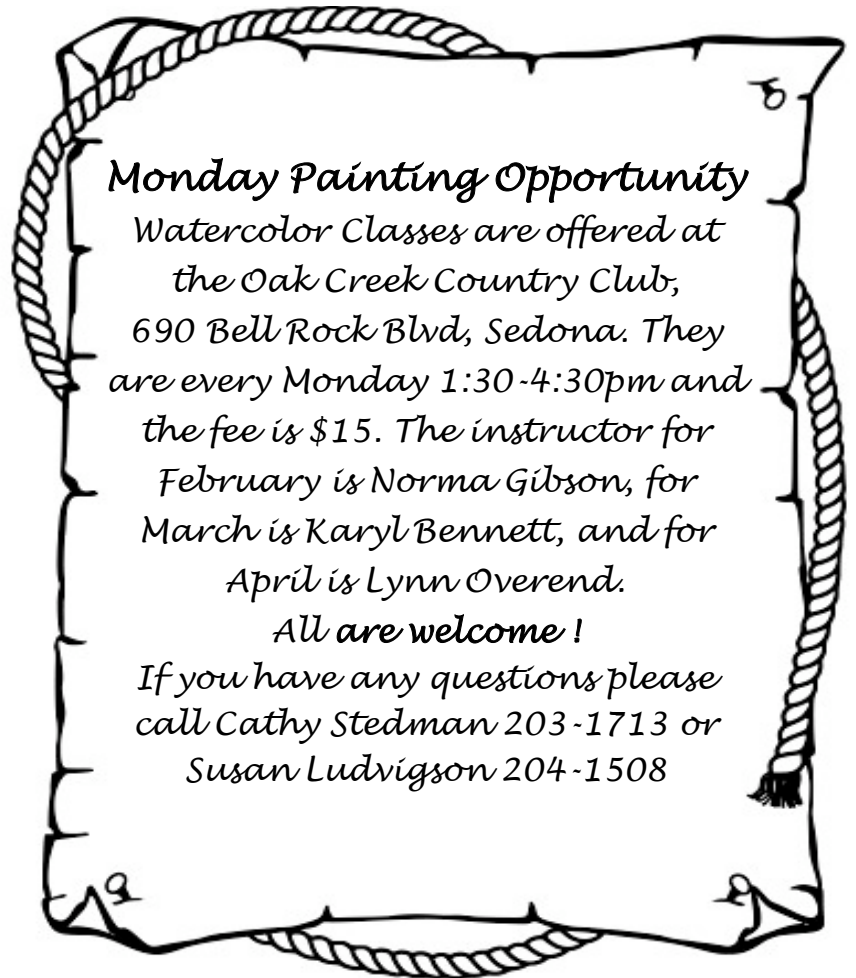 Monday Painting Opportunity
Watercolor Classes are offered at
the Oak Creek Country Club,
690 Bell Rock Blvd, Sedona. They
are every Monday 1:30-4:30pm and
the fee is $15. The instructor for
February is Norma Gibson, for
March is Karyl Bennett, and for
April is Lynn Overend.
All are welcome !
If you have any questions please
call Cathy Stedman 203-1713 or
Susan Ludvigson 204-1508